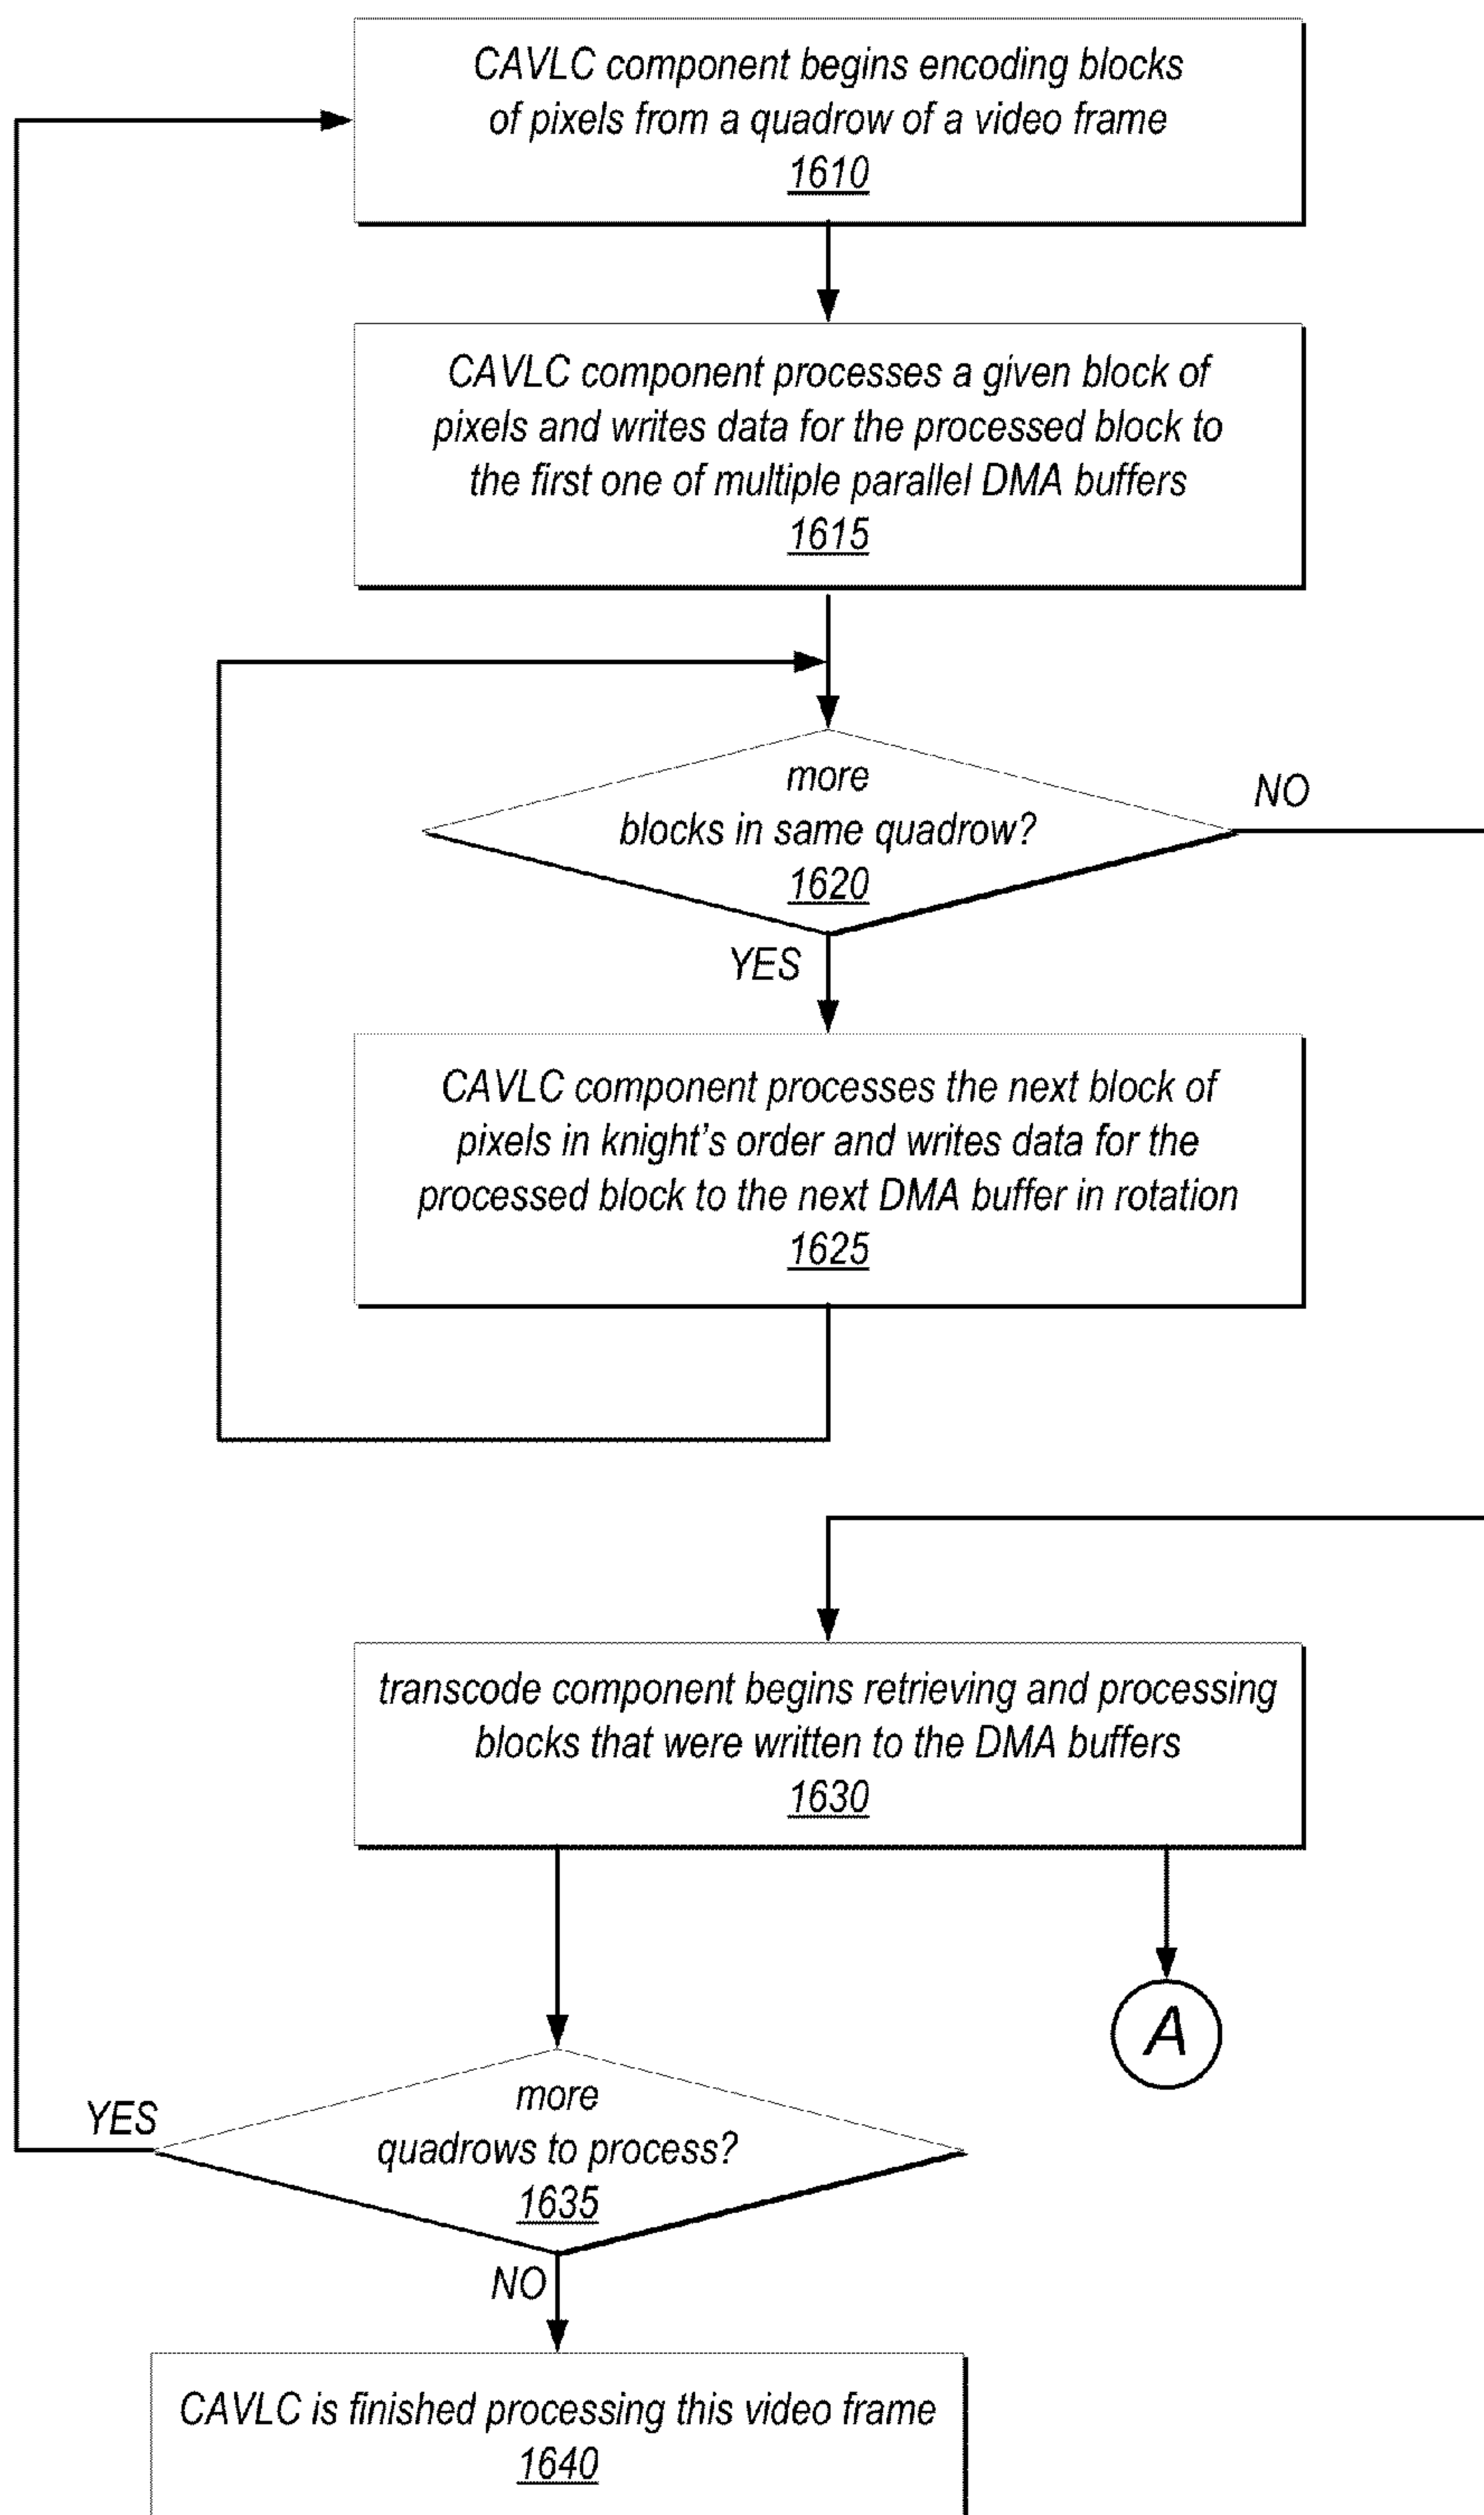 CAVLC component begins encoding blocks
of pixels from a quadrow of a video frame
1610
CAVLC component processes a given block of
pixels and writes data for the processed block to
the first one of multiple parallel DMA buffers
1615
more
blocks in same quadrow?
1620
NO
YES
CAVLC component processes the next block of
pixels in knight's order and writes data for the
processed block to the next DMA buffer in rotation
1625
transcode component begins retrieving and processing
blocks that were written to the DMA buffers
1630
A
YES
more
quadrows to process?
1635
NO
CAVLC is finished processing this video frame
1640